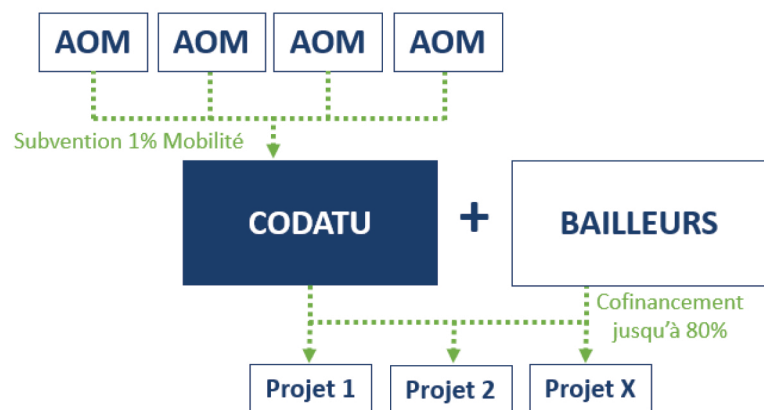 AOM AOM AOM AOM
Subvention 1% Mobilité
CODATU + BAILLEURS
Cofinancement
jusqu'à 80%
Projet 1 Projet 2 Projet X